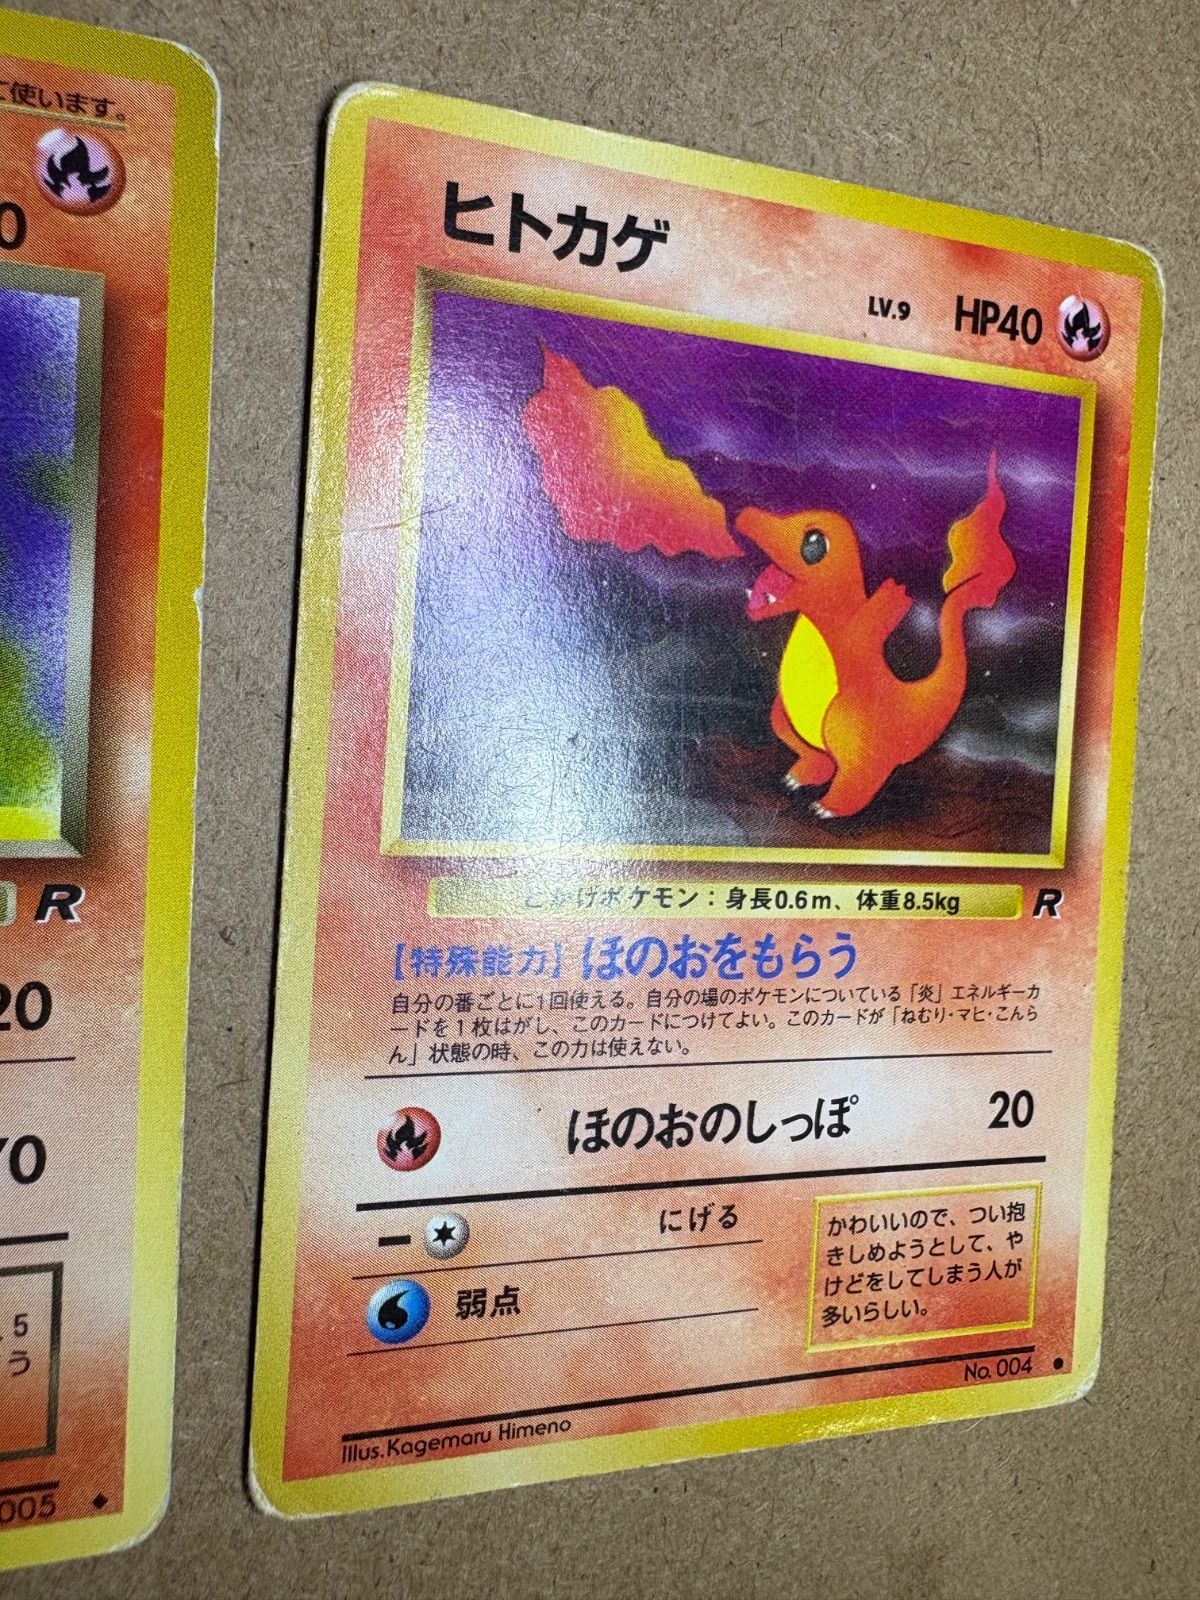 使います。
0
R
20
70
.5
う
005
ヒトカゲ
LV.9 HP40
とかげポケモン：身長0.6m、体重8.5kg
R
【特殊能力】ほのおをもらう
自分の番ごとに1回使える。自分の場のポケモンについている「炎」エネルギーカ
ードを1枚はがし、このカードにつけてよい。このカードが「ねむり・マヒ・こんら
ん」状態の時、この力は使えない。
ほのおのしっぽ 20
にげる
弱点
かわいいので、つい抱
きしめようとして、や
けどをしてしまう人が
多いらしい。
No. 004
Illus. Kagemaru Himeno